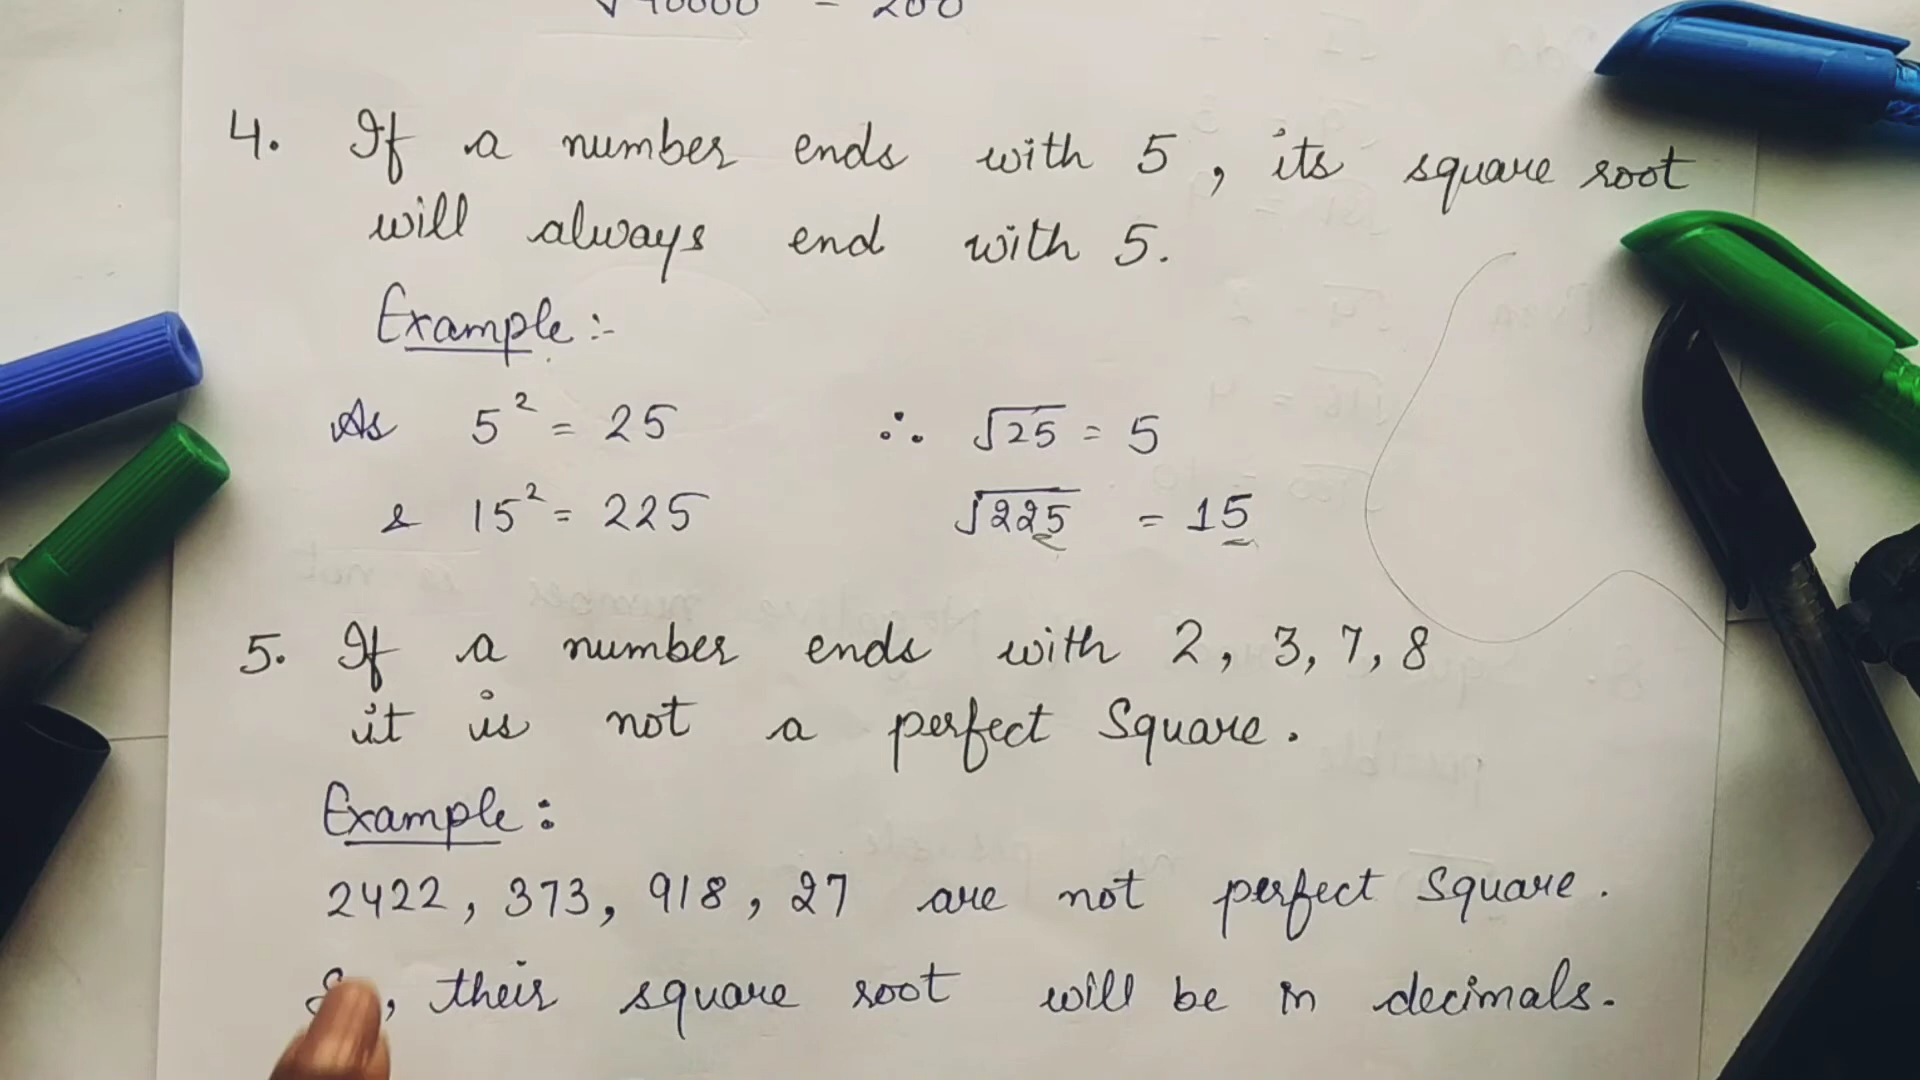 √40000 = 200
4. If a number ends with 5, its square root
will always end with 5.
Example :-
As 5² = 25 ∴ √25 = 5
& 15² = 225 √225 = 15
5. If a number ends with 2, 3, 7, 8
it is not a perfect Square.
Example :
2422, 373, 918, 27 are not perfect Square.
, their square root will be in decimals.